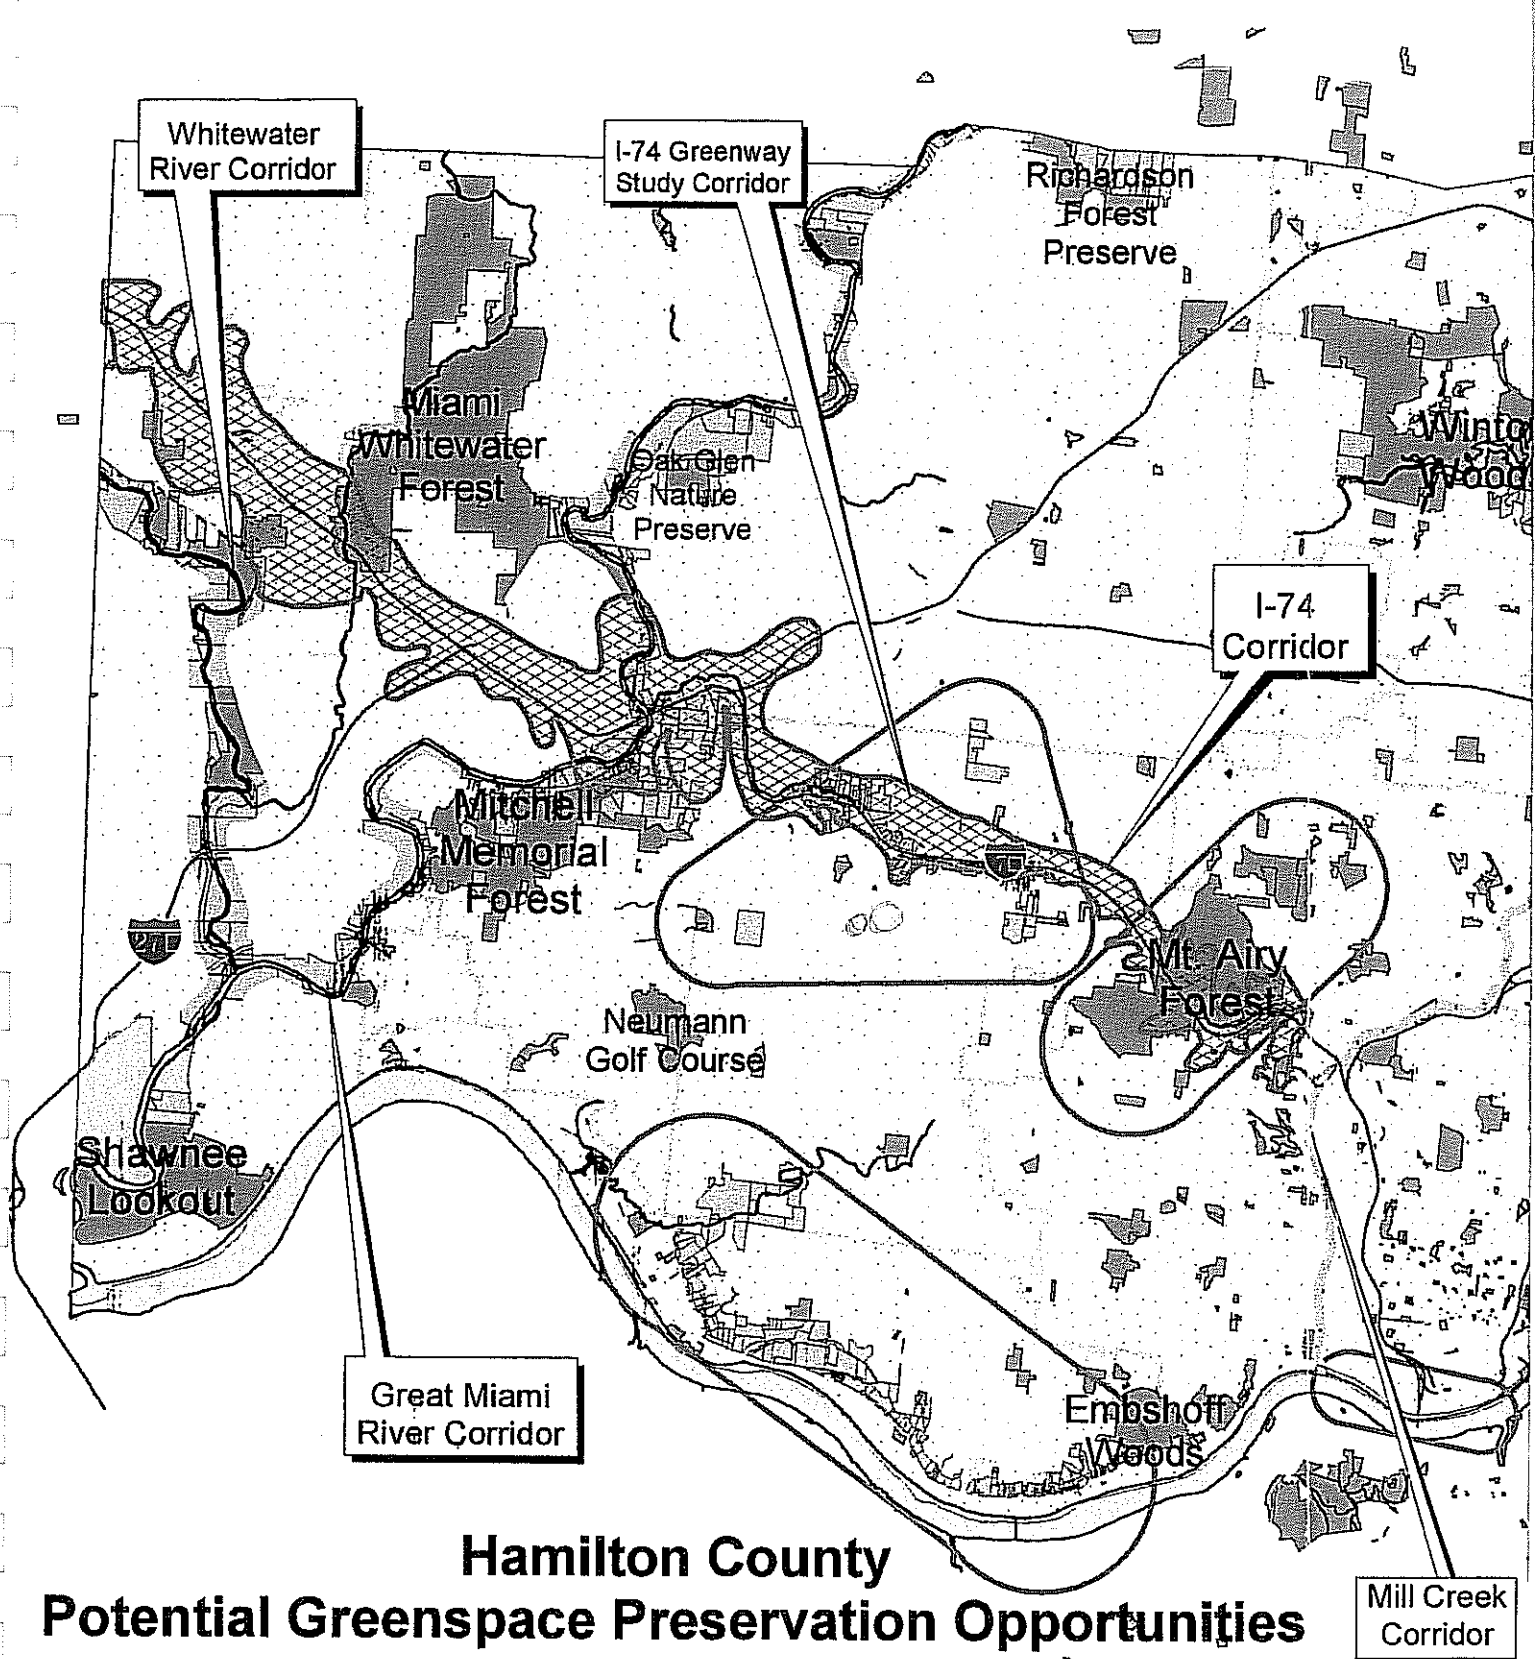 Whitewater
River Corridor
I-74 Greenway
Study Corridor
Richardson
Forest
Preserve
Miami
Whitewater
Forest
Oak Glen
Nature
Preserve
I-74
Corridor
Mitchell
Memorial
Forest
Mt. Airy
Forest
Neumann
Golf Course
Shawnee
Lookout
Great Miami
River Corridor
Embshoff
Woods
Hamilton County
Potential Greenspace Preservation Opportunities
Mill Creek
Corridor